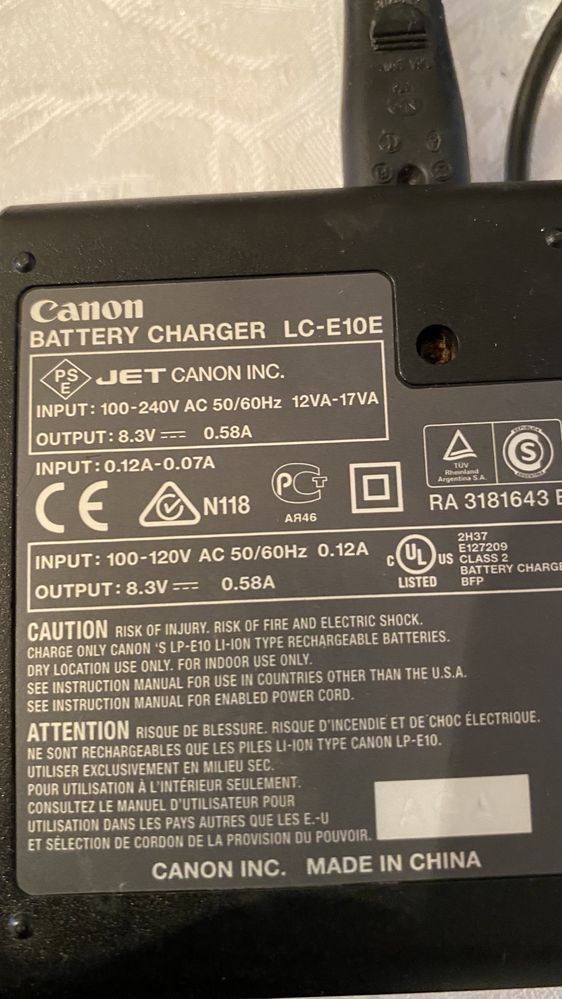 Canon
BATTERY CHARGER LC-E10E
PS
E
JET CANON INC.
INPUT: 100-240V AC 50/60Hz 12VA-17VA
OUTPUT: 8.3V 0.58A
INPUT: 0.12A-0.07A
CE
N118
АЯ46
TÜV
Rheinland
Argentina S.A
S
RA 3181643 E
INPUT: 100-120V AC 50/60Hz 0.12A
OUTPUT: 8.3V 0.58A
C UL US
LISTED
2H37
E127209
CLASS 2
BATTERY CHARGE
BFP
CAUTION RISK OF INJURY. RISK OF FIRE AND ELECTRIC SHOCK.
CHARGE ONLY CANON 'S LP-E10 LI-ION TYPE RECHARGEABLE BATTERIES.
DRY LOCATION USE ONLY. FOR INDOOR USE ONLY.
SEE INSTRUCTION MANUAL FOR USE IN COUNTRIES OTHER THAN THE U.S.A.
SEE INSTRUCTION MANUAL FOR ENABLED POWER CORD.
ATTENTION RISQUE DE BLESSURE. RISQUE D'INCENDIE ET DE CHOC ÉLECTRIQUE.
NE SONT RECHARGEABLES QUE LES PILES LI-ION TYPE CANON LP-E10.
UTILISER EXCLUSIVEMENT EN MILIEU SEC.
POUR UTILISATION À L'INTÉRIEUR SEULEMENT.
CONSULTEZ LE MANUEL D'UTILISATEUR POUR
UTILISATION DANS LES PAYS AUTRES QUE LES E.-U
ET SÉLECTION DE CORDON DE LA PROVISION DU POUVOIR.
CANON INC. MADE IN CHINA